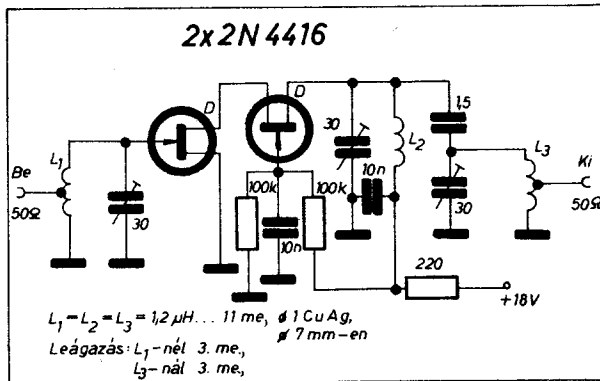 2x2N 4416
D
D
30
1,5
L1
L2
L3
Be
Ki
10n
50Ω
30
100k
10n
100k
30
50Ω
220
+18V
L1=L2=L3= 1,2 μH... 11 me, ø 1 CuAg,
ø 7 mm-en
Leágazás: L1-nél 3. me.,
L3-nál 3. me.,